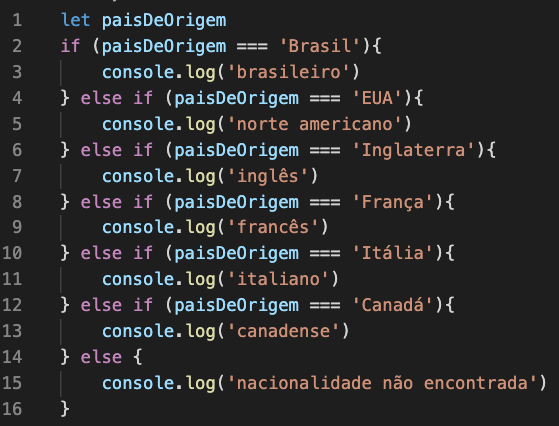 1 let paisDeOrigem
2 if (paisDeOrigem === 'Brasil'){
3 console.log('brasileiro')
4 } else if (paisDeOrigem === 'EUA'){
5 console.log('norte americano')
6 } else if (paisDeOrigem === 'Inglaterra'){
7 console.log('inglês')
8 } else if (paisDeOrigem === 'França'){
9 console.log('francês')
10 } else if (paisDeOrigem === 'Itália'){
11 console.log('italiano')
12 } else if (paisDeOrigem === 'Canadá'){
13 console.log('canadense')
14 } else {
15 console.log('nacionalidade não encontrada')
16 }